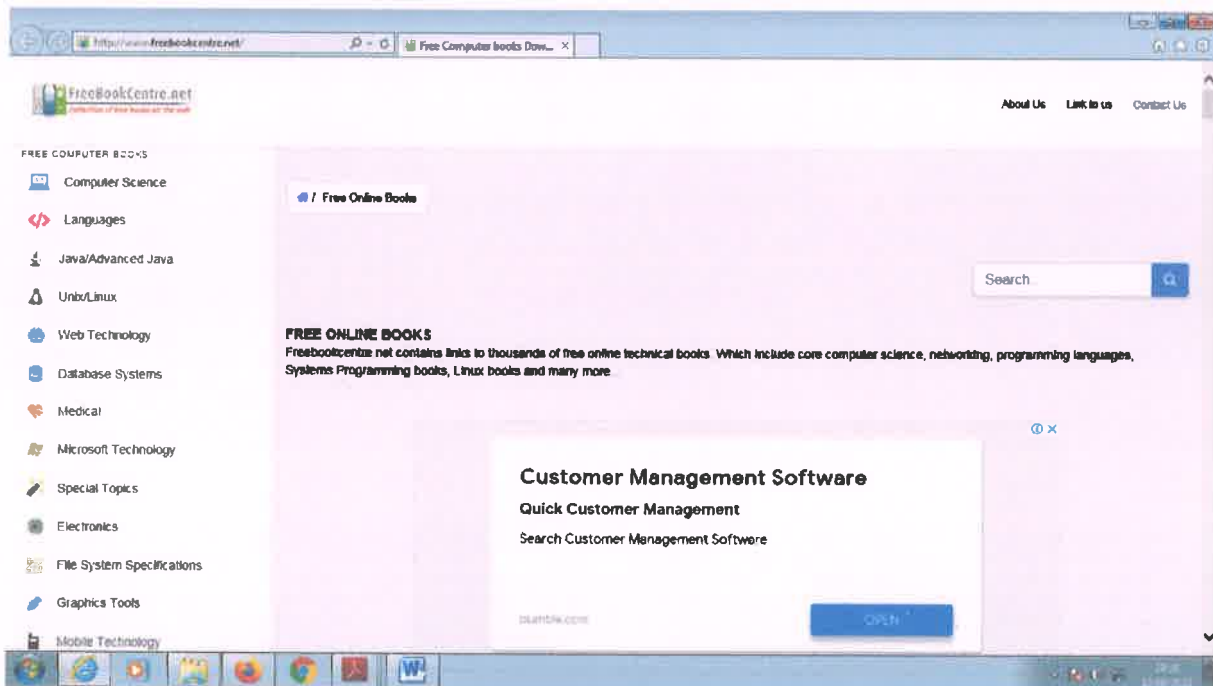 http://www.freebookcentre.net/
Free Computer books Dow...
FreeBookCentre.net
About Us Link to us Contact Us
FREE COMPUTER BOOKS
Computer Science
/ Free Online Books
Languages
Java/Advanced Java
Search
Unix/Linux
Web Technology
FREE ONLINE BOOKS
Freebookcentre.net contains links to thousands of free online technical books. Which include core computer science, networking, programming languages,
Systems Programming books, Linux books and many more
Database Systems
Medical
Microsoft Technology
Customer Management Software
Special Topics
Quick Customer Management
Electronics
Search Customer Management Software
File System Specifications
Graphics Tools
OPEN
Mobile Technology